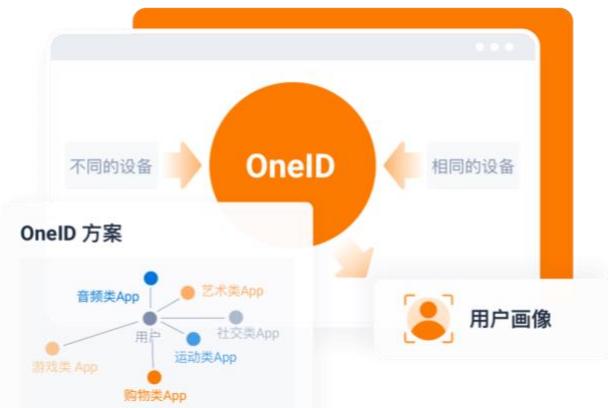 不同的设备
OneID
相同的设备
OneID 方案
音频类App
艺术类App
用户
社交类App
运动类App
游戏类 App
购物类App
用户画像